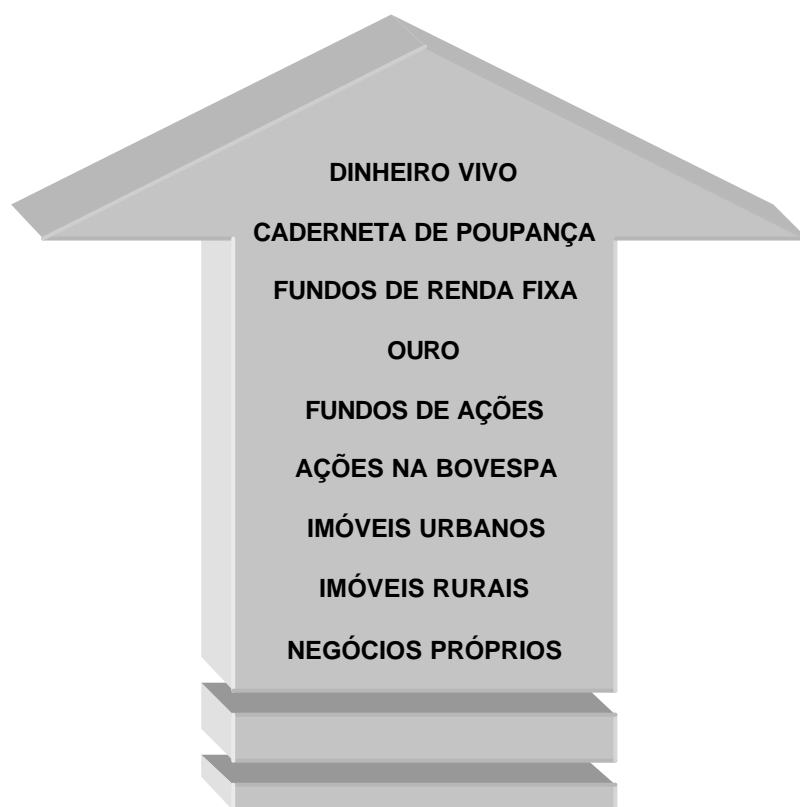 DINHEIRO VIVO
CADERNETA DE POUPANÇA
FUNDOS DE RENDA FIXA
OURO
FUNDOS DE AÇÕES
AÇÕES NA BOVESPA
IMÓVEIS URBANOS
IMÓVEIS RURAIS
NEGÓCIOS PRÓPRIOS